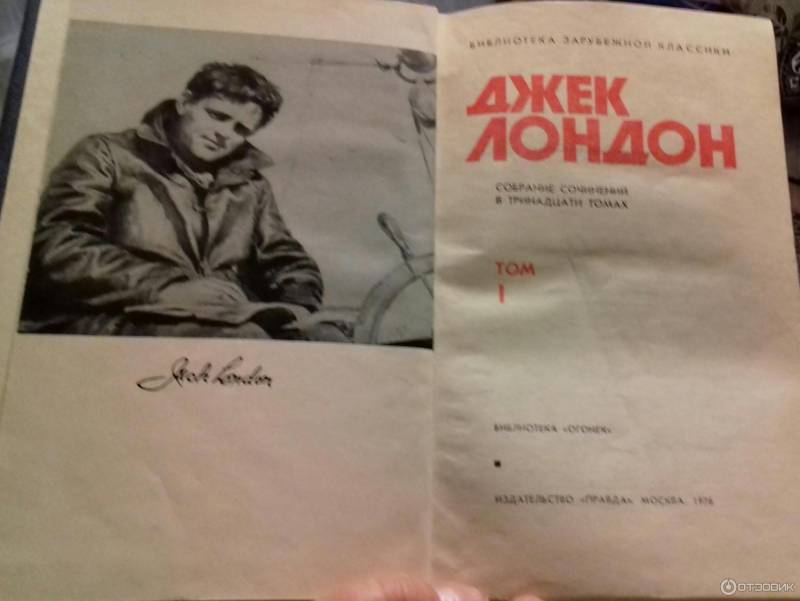 Jack London
БИБЛИОТЕКА ЗАРУБЕЖНОЙ КЛАССИКИ
ДЖЕК
ЛОНДОН
СОБРАНИЕ СОЧИНЕНИЙ
В ТРИНАДЦАТИ ТОМАХ
ТОМ
I
БИБЛИОТЕКА «ОГОНЕК»
ИЗДАТЕЛЬСТВО «ПРАВДА». МОСКВА. 1976
ОТЗОВИК